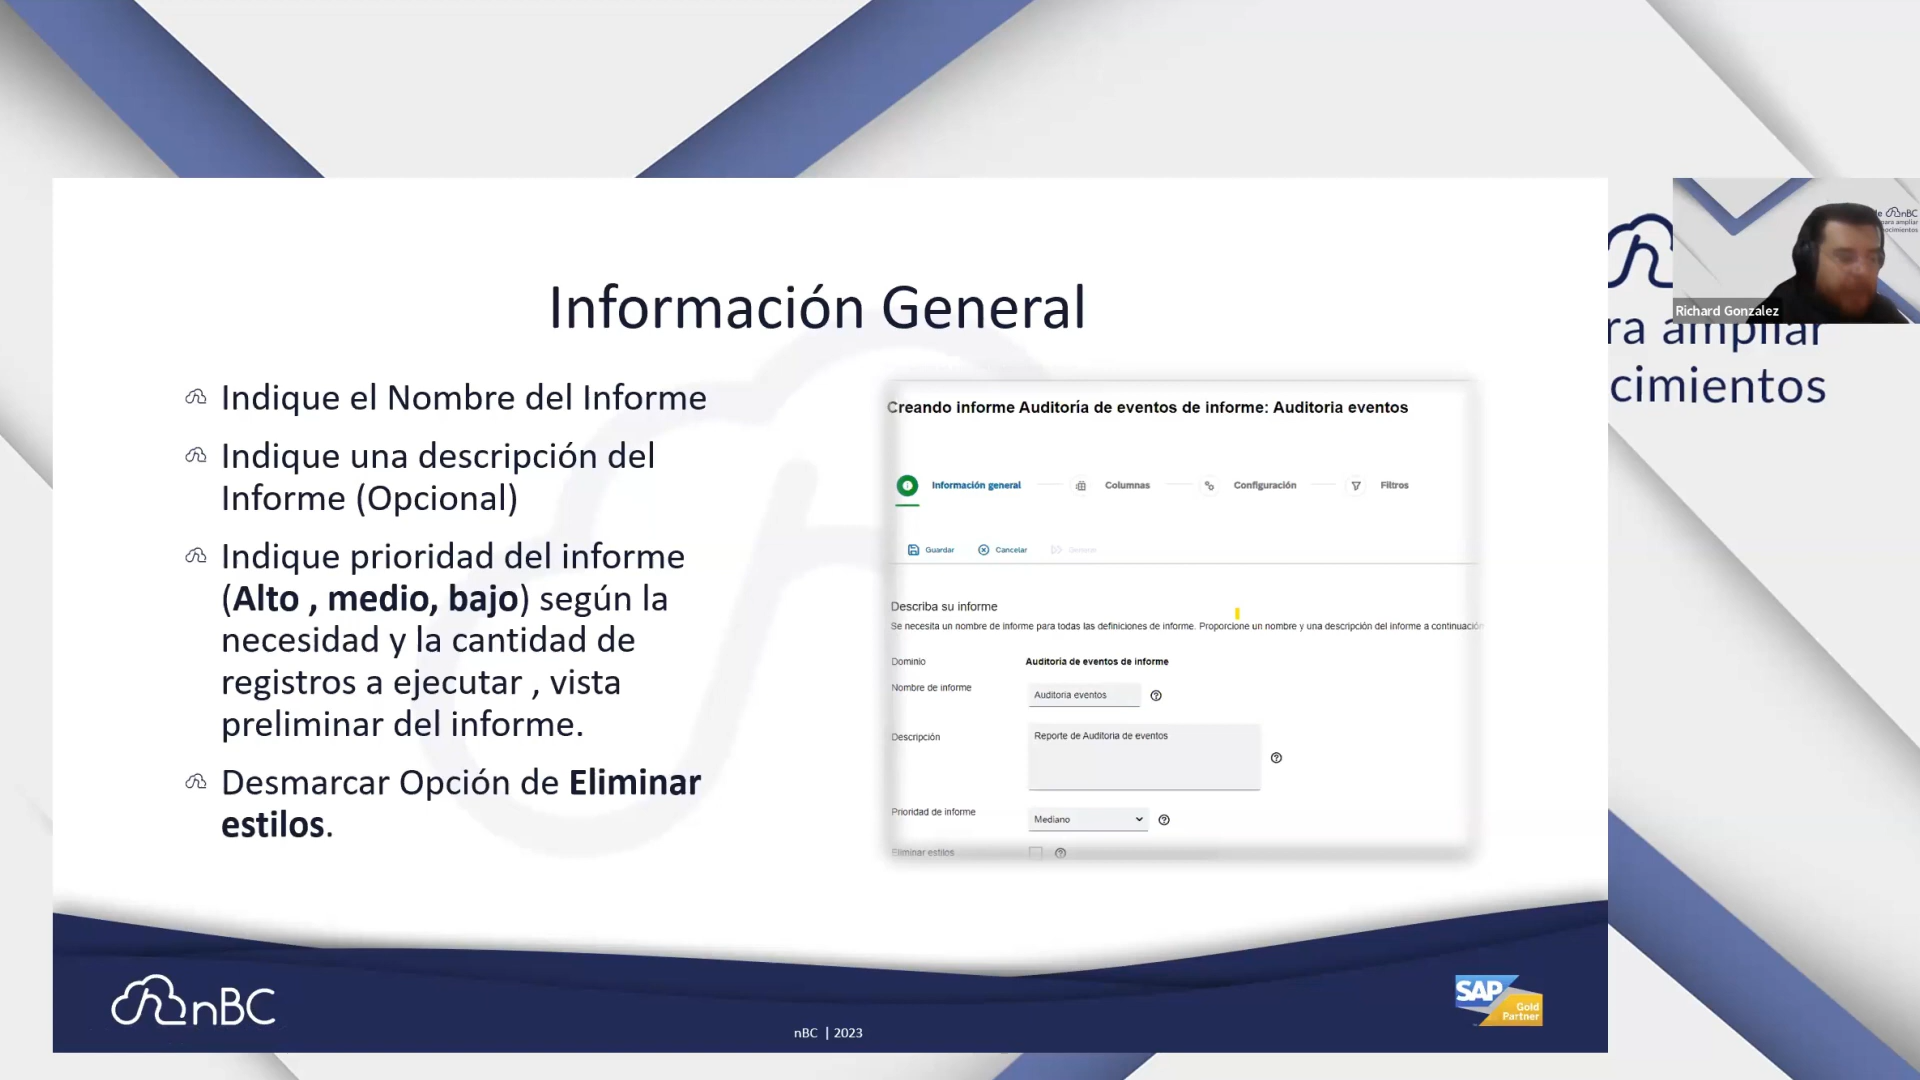 Información General
Indique el Nombre del Informe
Indique una descripción del
Informe (Opcional)
Indique prioridad del informe
(Alto , medio, bajo) según la
necesidad y la cantidad de
registros a ejecutar , vista
preliminar del informe.
Desmarcar Opción de Eliminar
estilos.
Creando informe Auditoría de eventos de informe: Auditoria eventos
Información general
Columnas
Configuración
Filtros
Guardar
Cancelar
Describa su informe
Se necesita un nombre de informe para todas las definiciones de informe. Proporcione un nombre y una descripción del informe a continuación
Dominio
Auditoría de eventos de informe
Nombre de informe
Auditoria eventos
Descripción
Reporte de Auditoria de eventos
Prioridad de informe
Mediano
Eliminar estilos
nBC
nBC | 2023
SAP
Gold
Partner
nBC
para ampliar
Richard Gonzalez
ra ampliar
cimientos